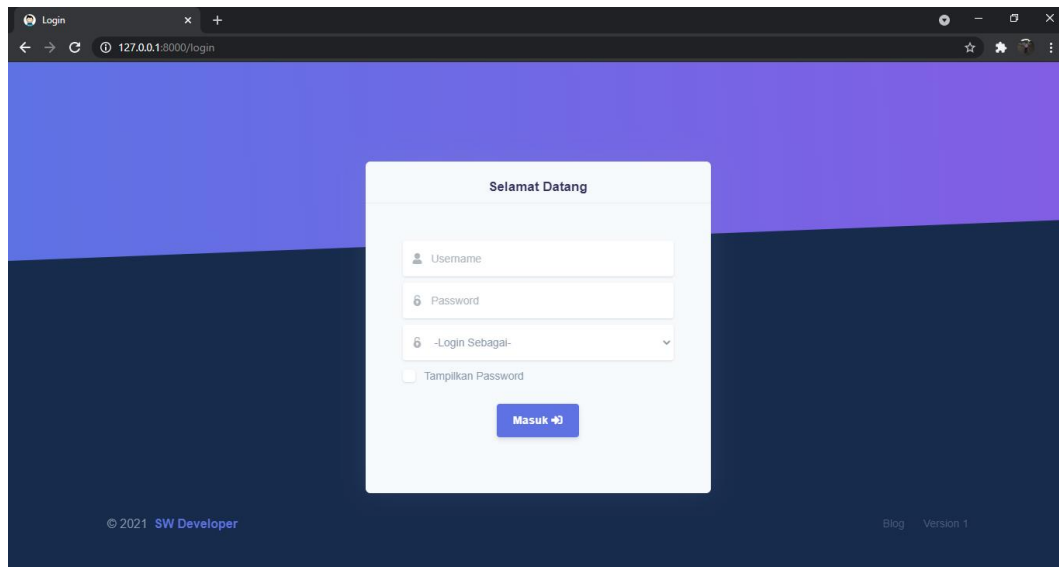 Login
127.0.0.1:8000/login
Selamat Datang
Username
Password
-Login Sebagai-
Tampilkan Password
Masuk
© 2021 SW Developer
Blog Version 1